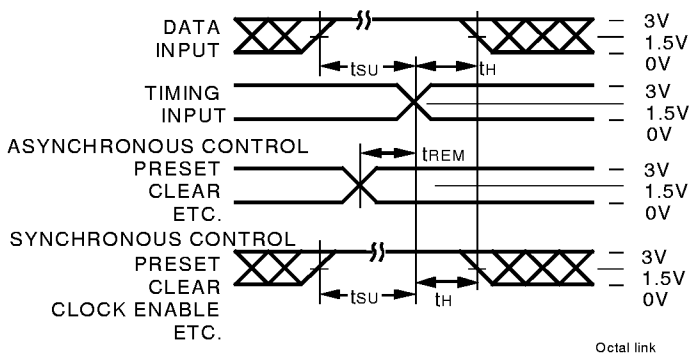 DATA
INPUT
3V
1.5V
0V
tSU
tH
TIMING
INPUT
3V
1.5V
0V
ASYNCHRONOUS CONTROL
tREM
PRESET
CLEAR
ETC.
3V
1.5V
0V
SYNCHRONOUS CONTROL
PRESET
CLEAR
CLOCK ENABLE
ETC.
3V
1.5V
0V
tSU
tH
Octal link